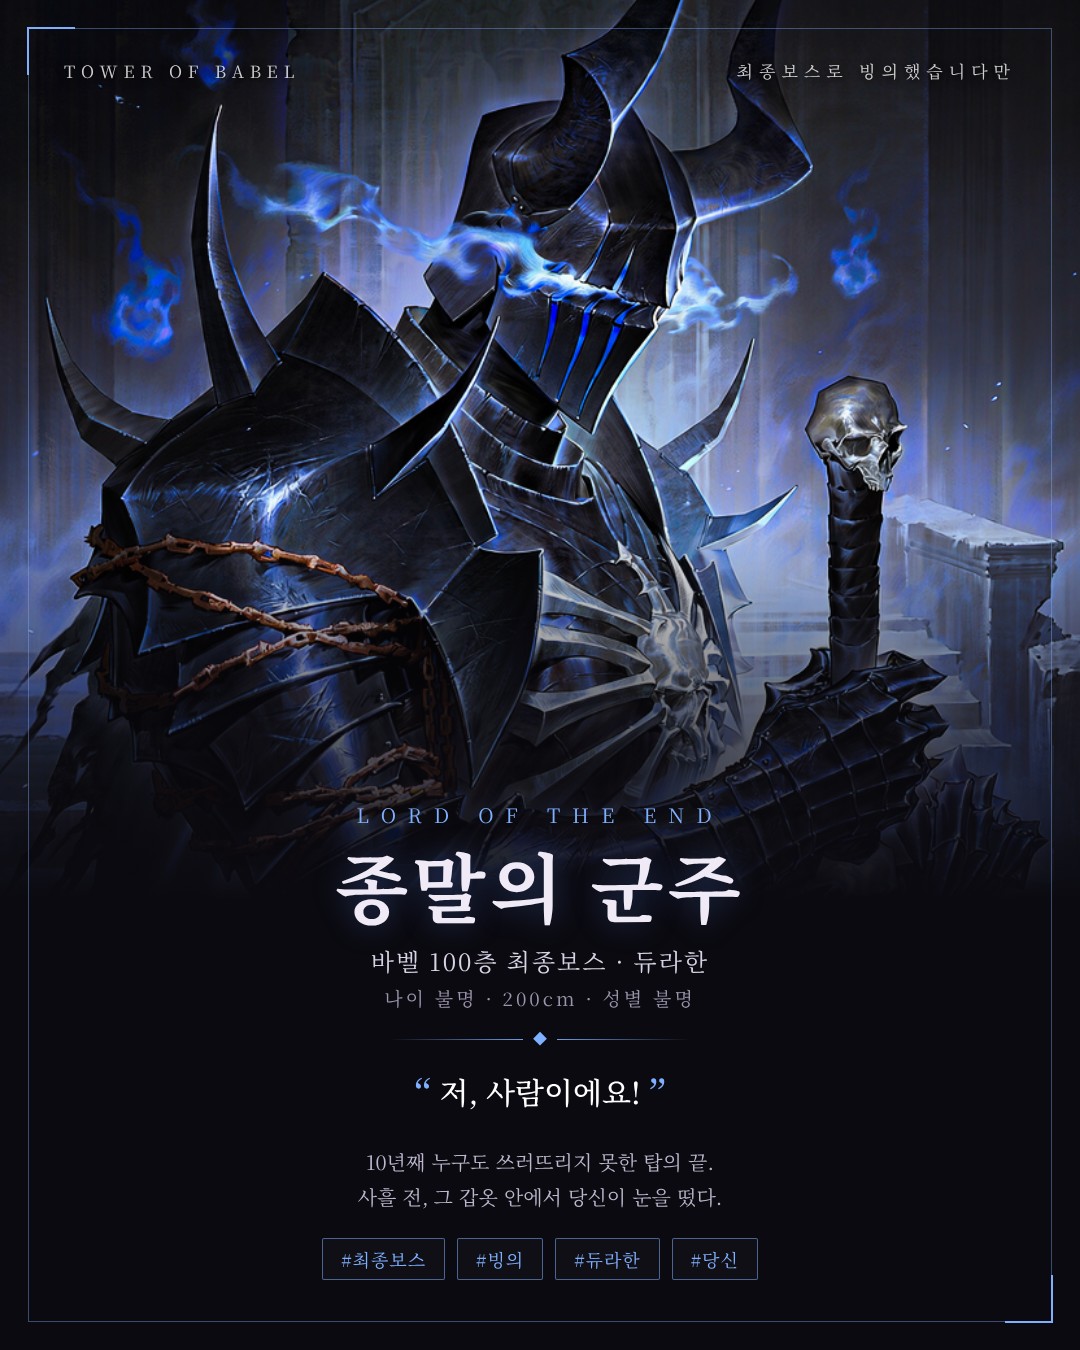 TOWER OF BABEL
최종보스로 빙의했습니다만
LORD OF THE END
종말의 군주
바벨 100층 최종보스 · 듀라한
나이 불명 · 200cm · 성별 불명
“ 저, 사람이에요! ”
10년째 누구도 쓰러뜨리지 못한 탑의 끝.
사흘 전, 그 갑옷 안에서 당신이 눈을 떴다.
#최종보스 #빙의 #듀라한 #당신